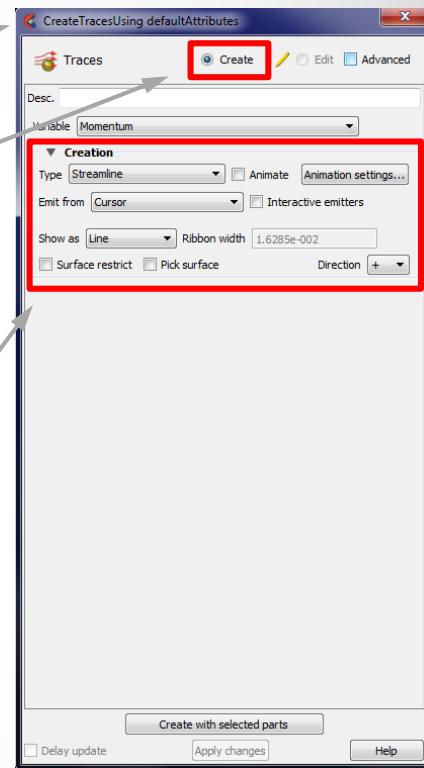 CreateTracesUsing defaultAttributes
Traces Create Edit Advanced
Desc.
Variable Momentum
Creation
Type Streamline Animate Animation settings...
Emit from Cursor Interactive emitters
Show as Line Ribbon width 1.6285e-002
Surface restrict Pick surface Direction +
Create with selected parts
Delay update Apply changes Help